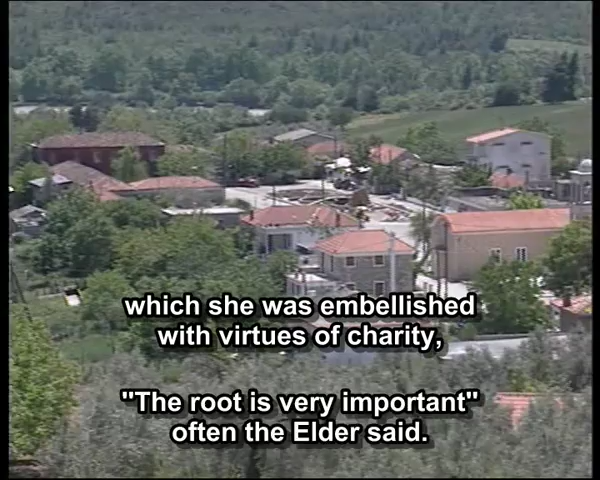 which she was embellished
with virtues of charity,
"The root is very important"
often the Elder said.